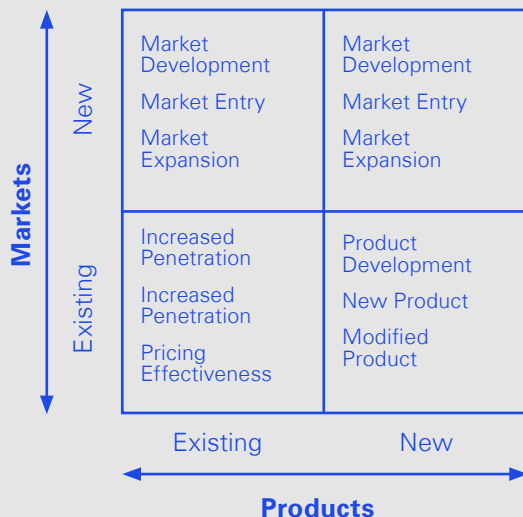 Market
Development
Market Entry
Market
Expansion
Market
Development
Market Entry
Market
Expansion
New
Markets
Existing
Increased
Penetration
Increased
Penetration
Pricing
Effectiveness
Product
Development
New Product
Modified
Product
Existing
New
Products